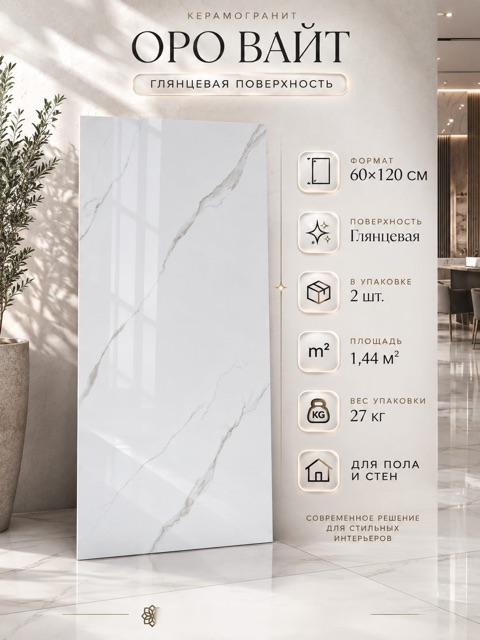 КЕРАМОГРАНИТ
ОРО ВАЙТ
ГЛЯНЦЕВАЯ ПОВЕРХНОСТЬ
ФОРМАТ
60×120 СМ
ПОВЕРХНОСТЬ
Глянцевая
В УПАКОВКЕ
2 шт.
ПЛОЩАДЬ
m²
1,44 м²
ВЕС УПАКОВКИ
KG
27 кг
ДЛЯ ПОЛА
И СТЕН
СОВРЕМЕННОЕ РЕШЕНИЕ
ДЛЯ СТИЛЬНЫХ
ИНТЕРЬЕРОВ